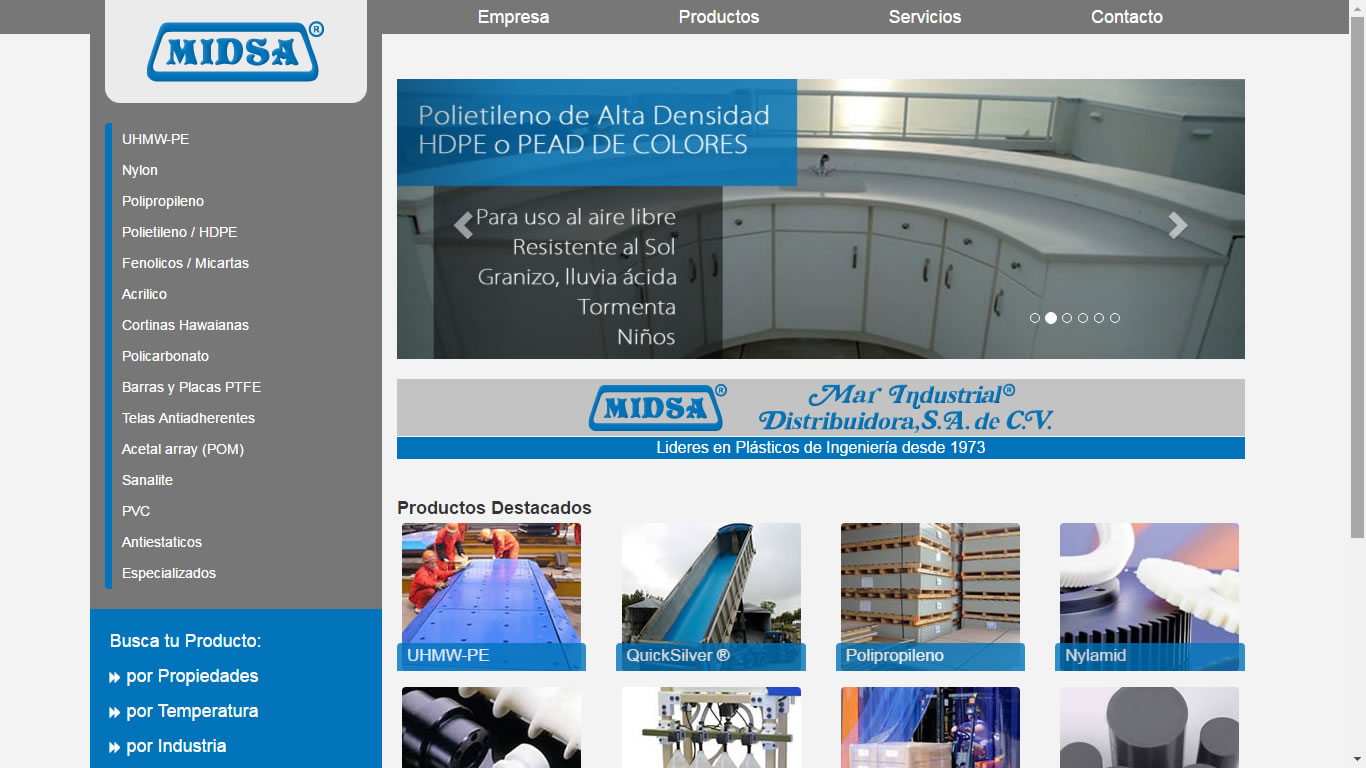 Empresa
Productos
Servicios
Contacto
MIDSA®
UHMW-PE
Nylon
Polipropileno
Polietileno / HDPE
Fenolicos / Micartas
Acrilico
Cortinas Hawaianas
Policarbonato
Barras y Placas PTFE
Telas Antiadherentes
Acetal array (POM)
Sanalite
PVC
Antiestaticos
Especializados
Busca tu Producto:
por Propiedades
por Temperatura
por Industria
Polietileno de Alta Densidad
HDPE o PEAD DE COLORES
Para uso al aire libre
Resistente al Sol
Granizo, lluvia ácida
Tormenta
Niños
MIDSA®
Mar Industrial®
Distribuidora,S.A. de C.V.
Lideres en Plásticos de Ingeniería desde 1973
Productos Destacados
UHMW-PE
QuickSilver ®
Polipropileno
Nylamid